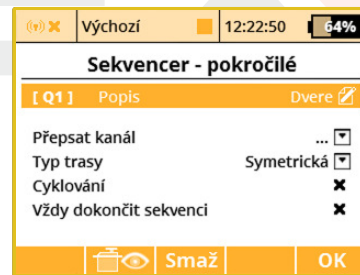 Výchozí 12:22:50 64%
Sekvencer - pokročilé
[ Q1 ] Popis Dvere
Přepsat kanál ...
Typ trasy Symetrická
Cyklování
Vždy dokončit sekvenci
Smaž OK